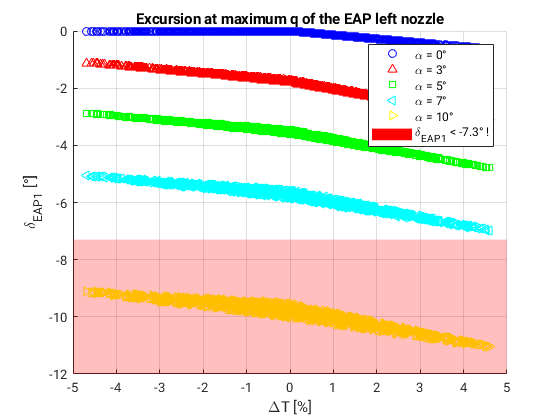 Excursion at maximum q of the EAP left nozzle
0
-2
-4
-6
-8
-10
-12
δEAP1 [°]
α = 0°
α = 3°
α = 5°
α = 7°
α = 10°
δEAP1 < -7.3° !
-5 -4 -3 -2 -1 0 1 2 3 4 5
ΔT [%]